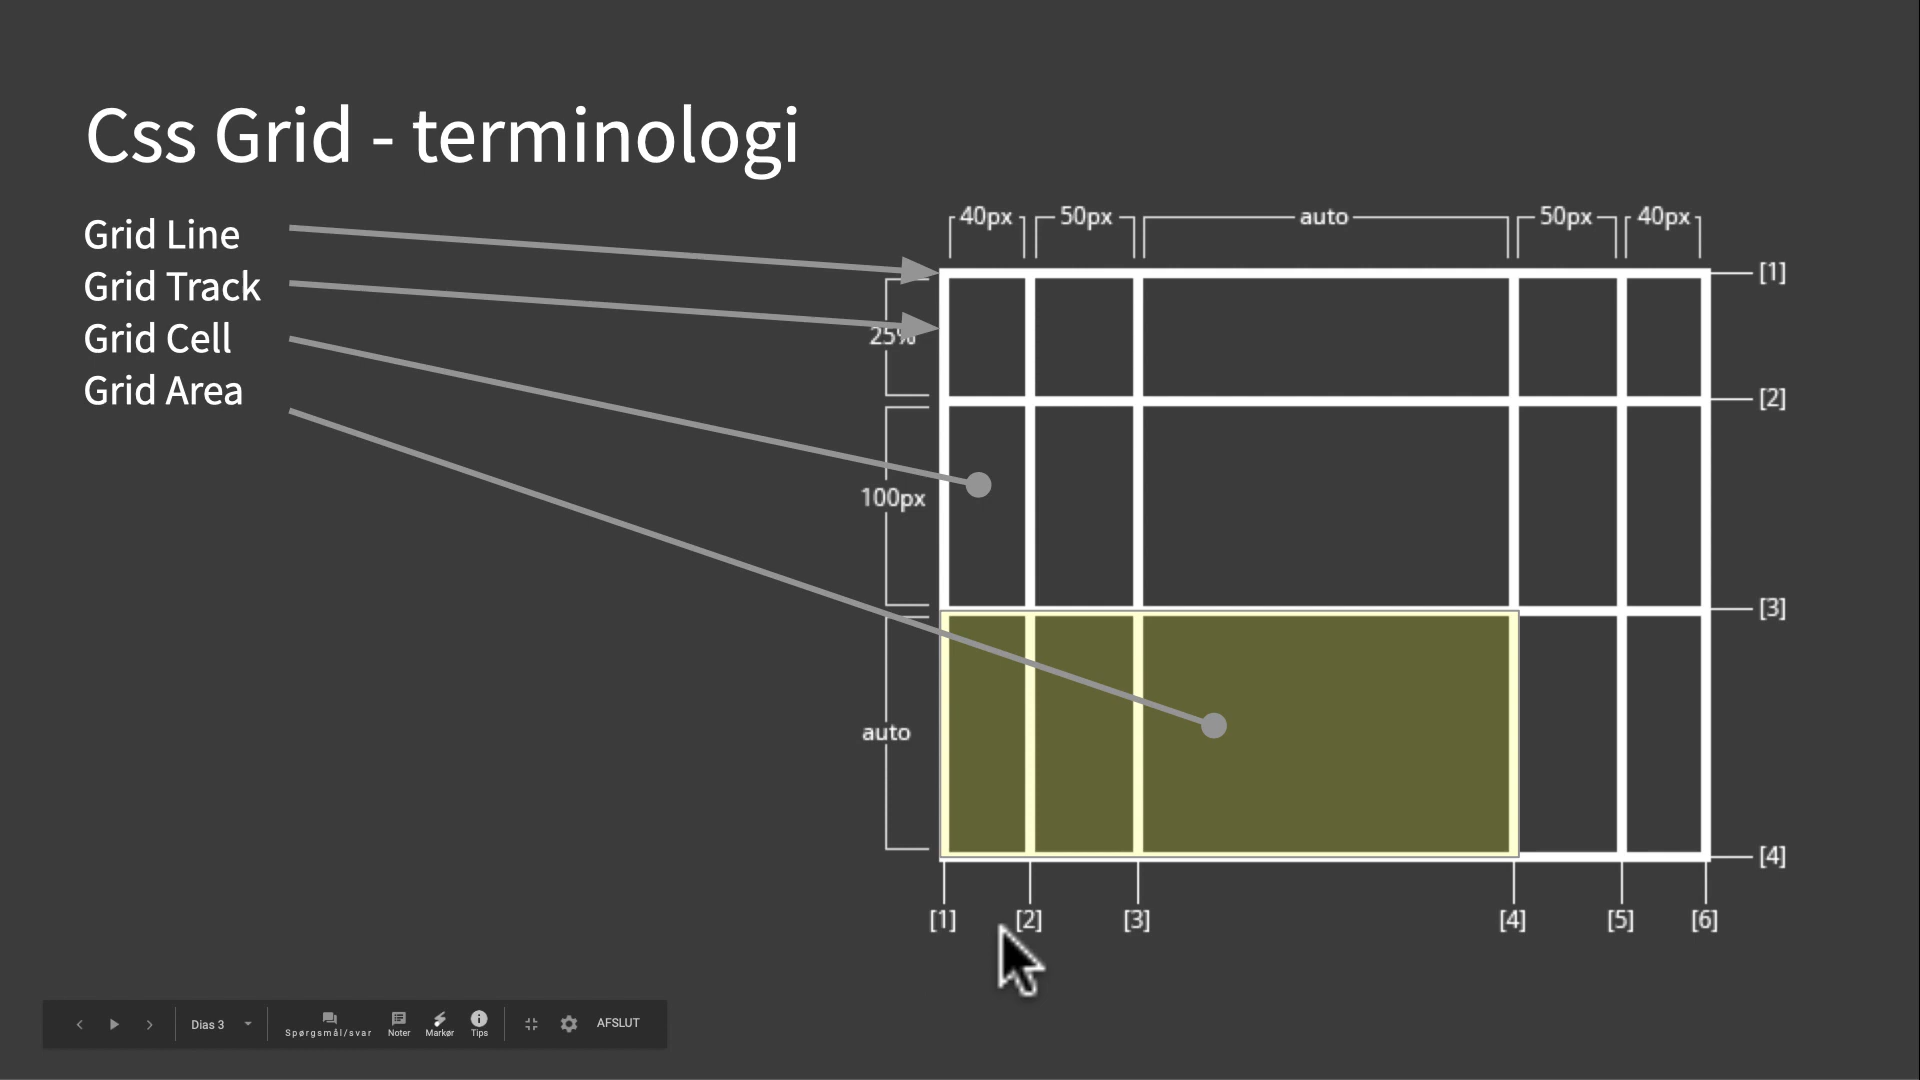 Css Grid - terminologi
Grid Line
Grid Track
Grid Cell
Grid Area
40px 50px auto 50px 40px
[1]
25%
[2]
100px
[3]
auto
[4]
[1] [2] [3] [4] [5] [6]
Dias 3 Spørgsmål/svar Noter Markør Tips AFSLUT